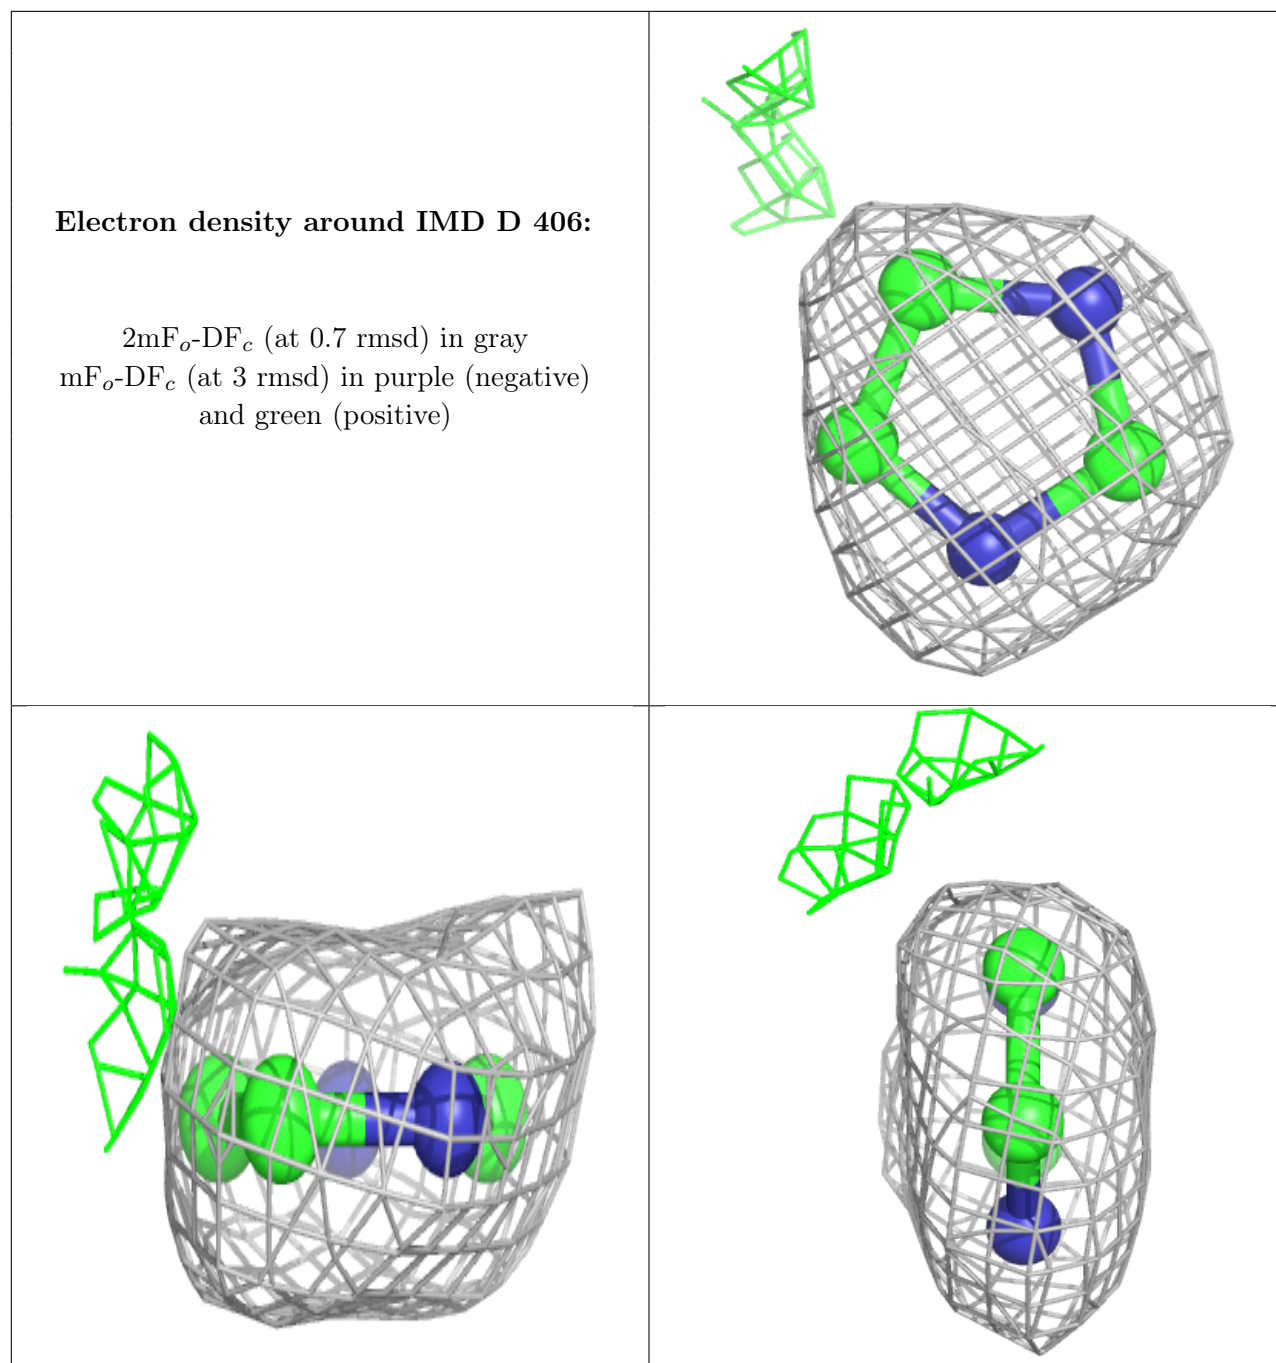 Electron density around IMD D 406:
2mFₒ-DF𝒸 (at 0.7 rmsd) in gray
mFₒ-DF𝒸 (at 3 rmsd) in purple (negative)
and green (positive)